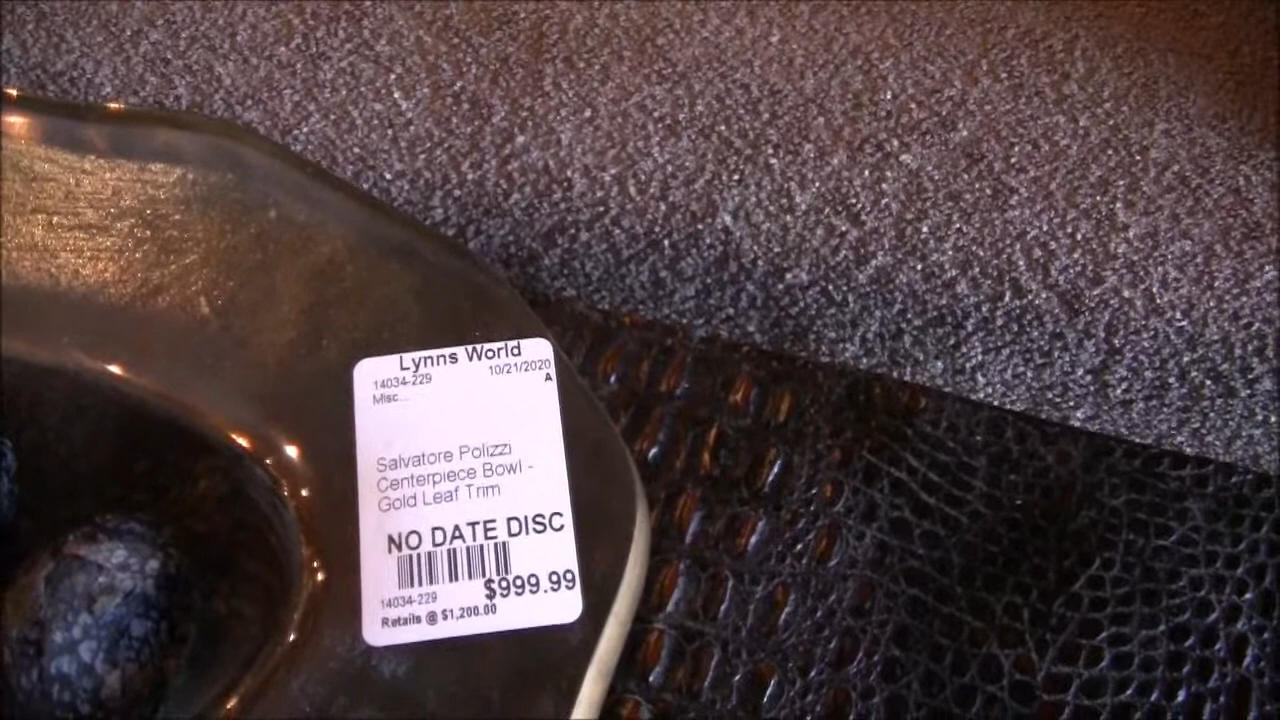 Lynns World
14034-229 10/21/2020
Misc... A
Salvatore Polizzi
Centerpiece Bowl -
Gold Leaf Trim
NO DATE DISC
$999.99
14034-229
Retails @ $1,200.00